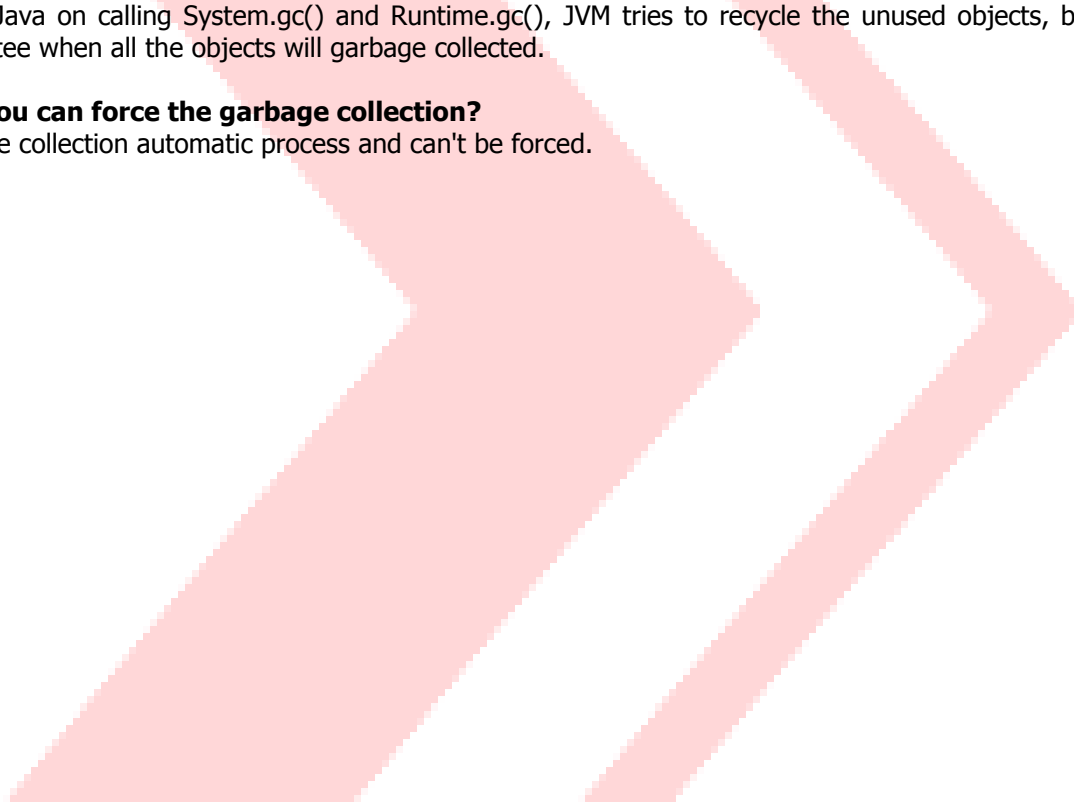 Java on calling System.gc() and Runtime.gc(), JVM tries to recycle the unused objects, b
tee when all the objects will garbage collected.
ou can force the garbage collection?
e collection automatic process and can't be forced.